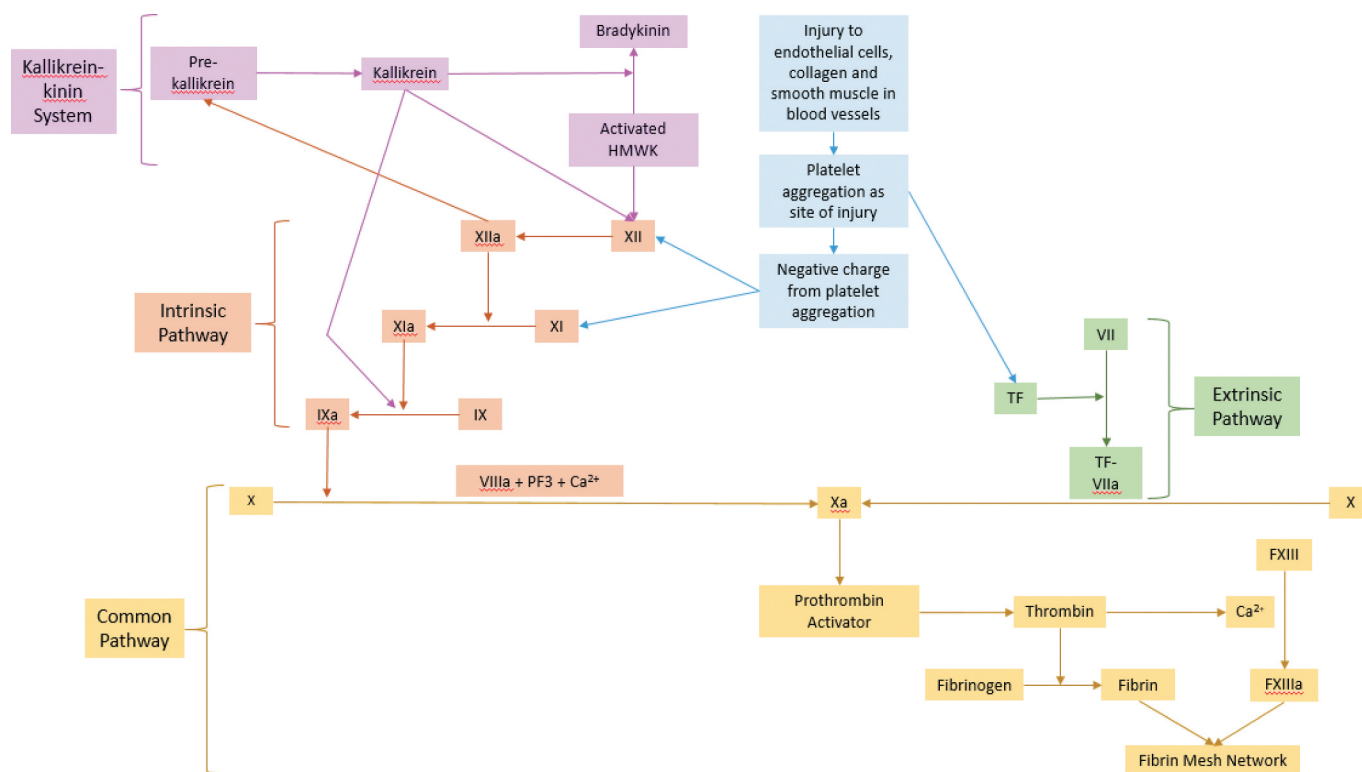 Kallikrein-
kinin
System
Pre-
kallikrein
Kallikrein
Bradykinin
Activated
HMWK
Injury to
endothelial cells,
collagen and
smooth muscle in
blood vessels
Platelet
aggregation as
site of injury
Negative charge
from platelet
aggregation
Intrinsic
Pathway
XIIa
XII
XIa
XI
IXa
IX
VIIIa + PF3 + Ca²⁺
TF
VII
TF-
VIIa
Extrinsic
Pathway
Common
Pathway
X
Xa
X
Prothrombin
Activator
Thrombin
Ca²⁺
FXIII
Fibrinogen
Fibrin
FXIIIa
Fibrin Mesh Network